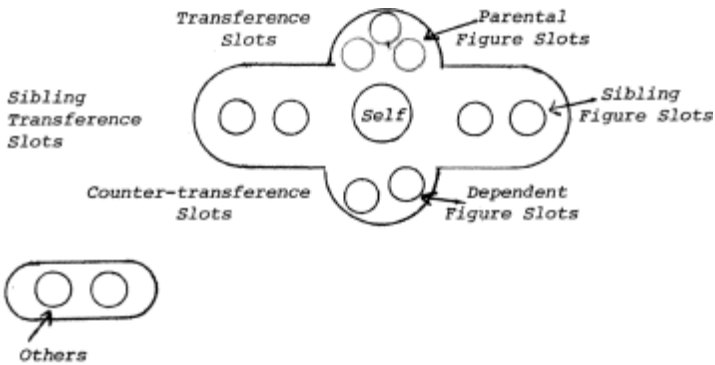 Transference
Slots
Parental
Figure Slots
Sibling
Transference
Slots
Self
Sibling
Figure Slots
Counter-transference
Slots
Dependent
Figure Slots
Others